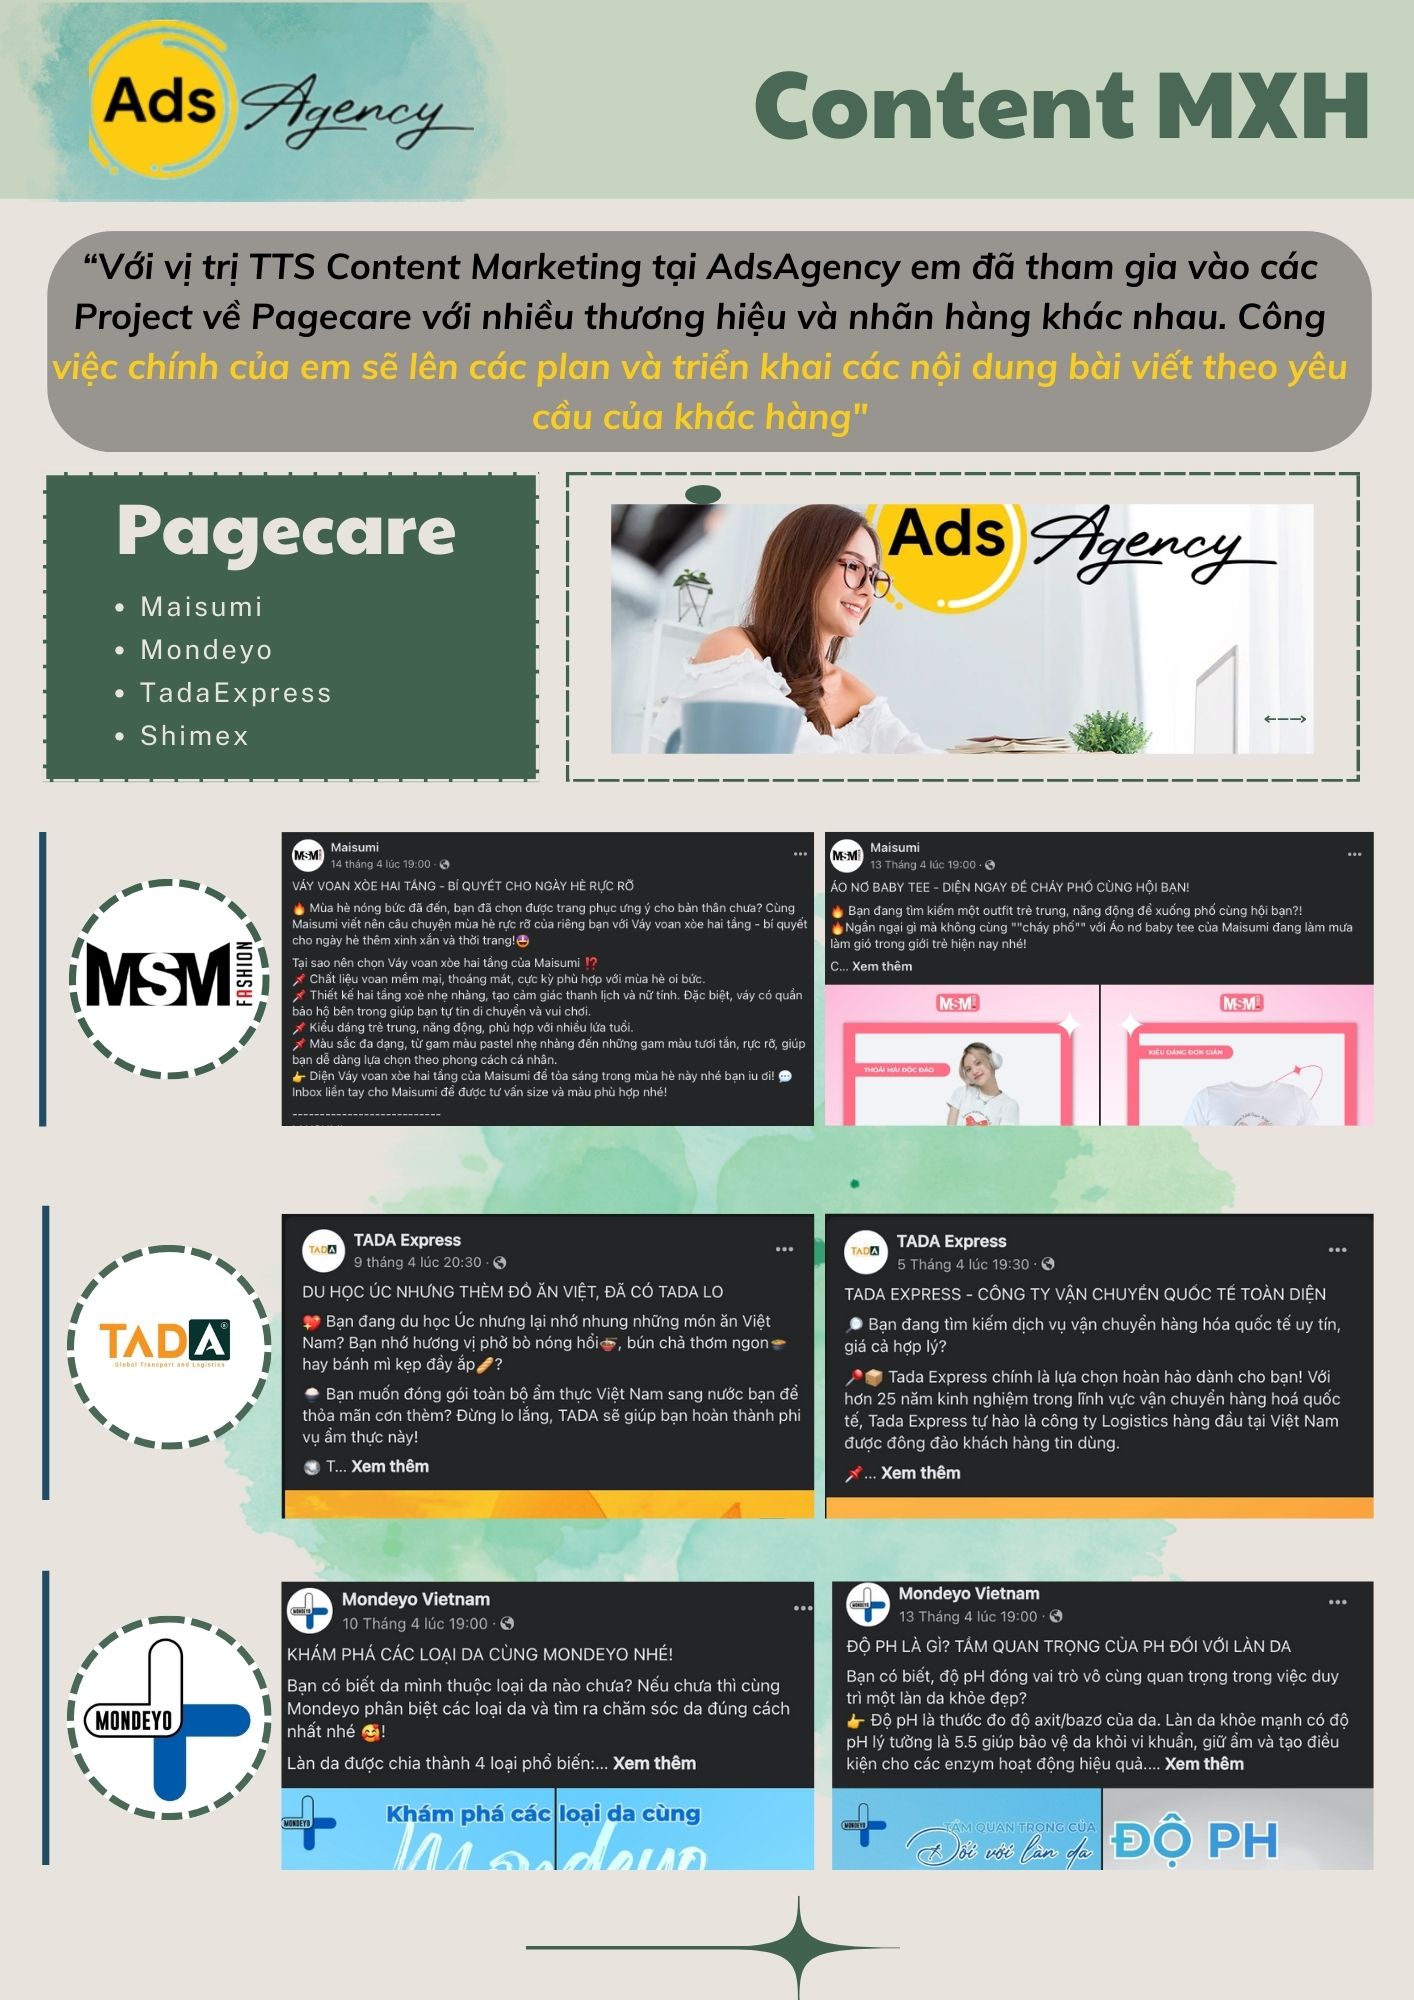 Ads Agency
Content MXH
“Với vị trị TTS Content Marketing tại AdsAgency em đã tham gia vào các
Project về Pagecare với nhiều thương hiệu và nhãn hàng khác nhau. Công
việc chính của em sẽ lên các plan và triển khai các nội dung bài viết theo yêu
cầu của khác hàng"
Pagecare
• Maisumi
• Mondeyo
• TadaExpress
• Shimex
Ads Agency
MSM FASHION
MSM
Maisumi
14 tháng 4 lúc 19:00 ·
VÁY VOAN XÒE HAI TẦNG - BÍ QUYẾT CHO NGÀY HÈ RỰC RỠ
🔥 Mùa hè nóng bức đã đến, bạn đã chọn được trang phục ưng ý cho bản thân chưa? Cùng
Maisumi viết nên câu chuyện mùa hè rực rỡ của riêng bạn với Váy voan xòe hai tầng - bí quyết
cho ngày hè thêm xinh xắn và thời trang!🤩
Tại sao nên chọn Váy voan xòe hai tầng của Maisumi ⁉️
📌 Chất liệu voan mềm mại, thoáng mát, cực kỳ phù hợp với mùa hè oi bức.
📌 Thiết kế hai tầng xoè nhẹ nhàng, tạo cảm giác thanh lịch và nữ tính. Đặc biệt, váy có quần
bảo hộ bên trong giúp bạn tự tin di chuyển và vui chơi.
📌 Kiểu dáng trẻ trung, năng động, phù hợp với nhiều lứa tuổi.
📌 Màu sắc đa dạng, từ gam màu pastel nhẹ nhàng đến những gam màu tươi tắn, rực rỡ, giúp
bạn dễ dàng lựa chọn theo phong cách cá nhân.
👉 Diện Váy voan xòe hai tầng của Maisumi để tỏa sáng trong mùa hè này nhé bạn iu ơi! 💬
Inbox liền tay cho Maisumi để được tư vấn size và màu phù hợp nhé!
---------------------------
MSM
Maisumi
13 Tháng 4 lúc 19:00 ·
ÁO NƠ BABY TEE - DIỆN NGAY ĐỂ CHÁY PHỐ CÙNG HỘI BẠN!
🔥 Bạn đang tìm kiếm một outfit trẻ trung, năng động để xuống phố cùng hội bạn?!
🔥Ngần ngại gì mà không cùng ""cháy phố"" với Áo nơ baby tee của Maisumi đang làm mưa
làm gió trong giới trẻ hiện nay nhé!
C... Xem thêm
MSM
MSM
THOẢI MÁI ĐỘC ĐÁO
KIỂU DÁNG ĐƠN GIẢN
TADA
Global Transport and Logistics
TADA
TADA Express
9 tháng 4 lúc 20:30 ·
DU HỌC ÚC NHƯNG THÈM ĐỒ ĂN VIỆT, ĐÃ CÓ TADA LO
💖 Bạn đang du học Úc nhưng lại nhớ nhung những món ăn Việt
Nam? Bạn nhớ hương vị phở bò nóng hổi🍜, bún chả thơm ngon🍲
hay bánh mì kẹp đầy ắp🥖?
🍚 Bạn muốn đóng gói toàn bộ ẩm thực Việt Nam sang nước bạn để
thỏa mãn cơn thèm? Đừng lo lắng, TADA sẽ giúp bạn hoàn thành phi
vụ ẩm thực này!
T... Xem thêm
TADA
TADA Express
5 Tháng 4 lúc 19:30 ·
TADA EXPRESS - CÔNG TY VẬN CHUYỂN QUỐC TẾ TOÀN DIỆN
🔎 Bạn đang tìm kiếm dịch vụ vận chuyển hàng hóa quốc tế uy tín,
giá cả hợp lý?
📍📦 Tada Express chính là lựa chọn hoàn hảo dành cho bạn! Với
hơn 25 năm kinh nghiệm trong lĩnh vực vận chuyển hàng hoá quốc
tế, Tada Express tự hào là công ty Logistics hàng đầu tại Việt Nam
được đông đảo khách hàng tin dùng.
📌... Xem thêm
MONDEYO
MONDEYO
Mondeyo Vietnam
10 Tháng 4 lúc 19:00 ·
KHÁM PHÁ CÁC LOẠI DA CÙNG MONDEYO NHÉ!
Bạn có biết da mình thuộc loại da nào chưa? Nếu chưa thì cùng
Mondeyo phân biệt các loại da và tìm ra chăm sóc da đúng cách
nhất nhé 🥰!
Làn da được chia thành 4 loại phổ biến:... Xem thêm
MONDEYO
Khám phá các loại da cùng
Mondeyo
MONDEYO
Mondeyo Vietnam
13 Tháng 4 lúc 19:00 ·
ĐỘ PH LÀ GÌ? TẦM QUAN TRỌNG CỦA PH ĐỐI VỚI LÀN DA
Bạn có biết, độ pH đóng vai trò vô cùng quan trọng trong việc duy
trì một làn da khỏe đẹp?
👉 Độ pH là thước đo độ axit/bazơ của da. Làn da khỏe mạnh có độ
pH lý tưởng là 5.5 giúp bảo vệ da khỏi vi khuẩn, giữ ẩm và tạo điều
kiện cho các enzym hoạt động hiệu quả.... Xem thêm
MONDEYO
TẦM QUAN TRỌNG CỦA
Đối với làn da
ĐỘ PH